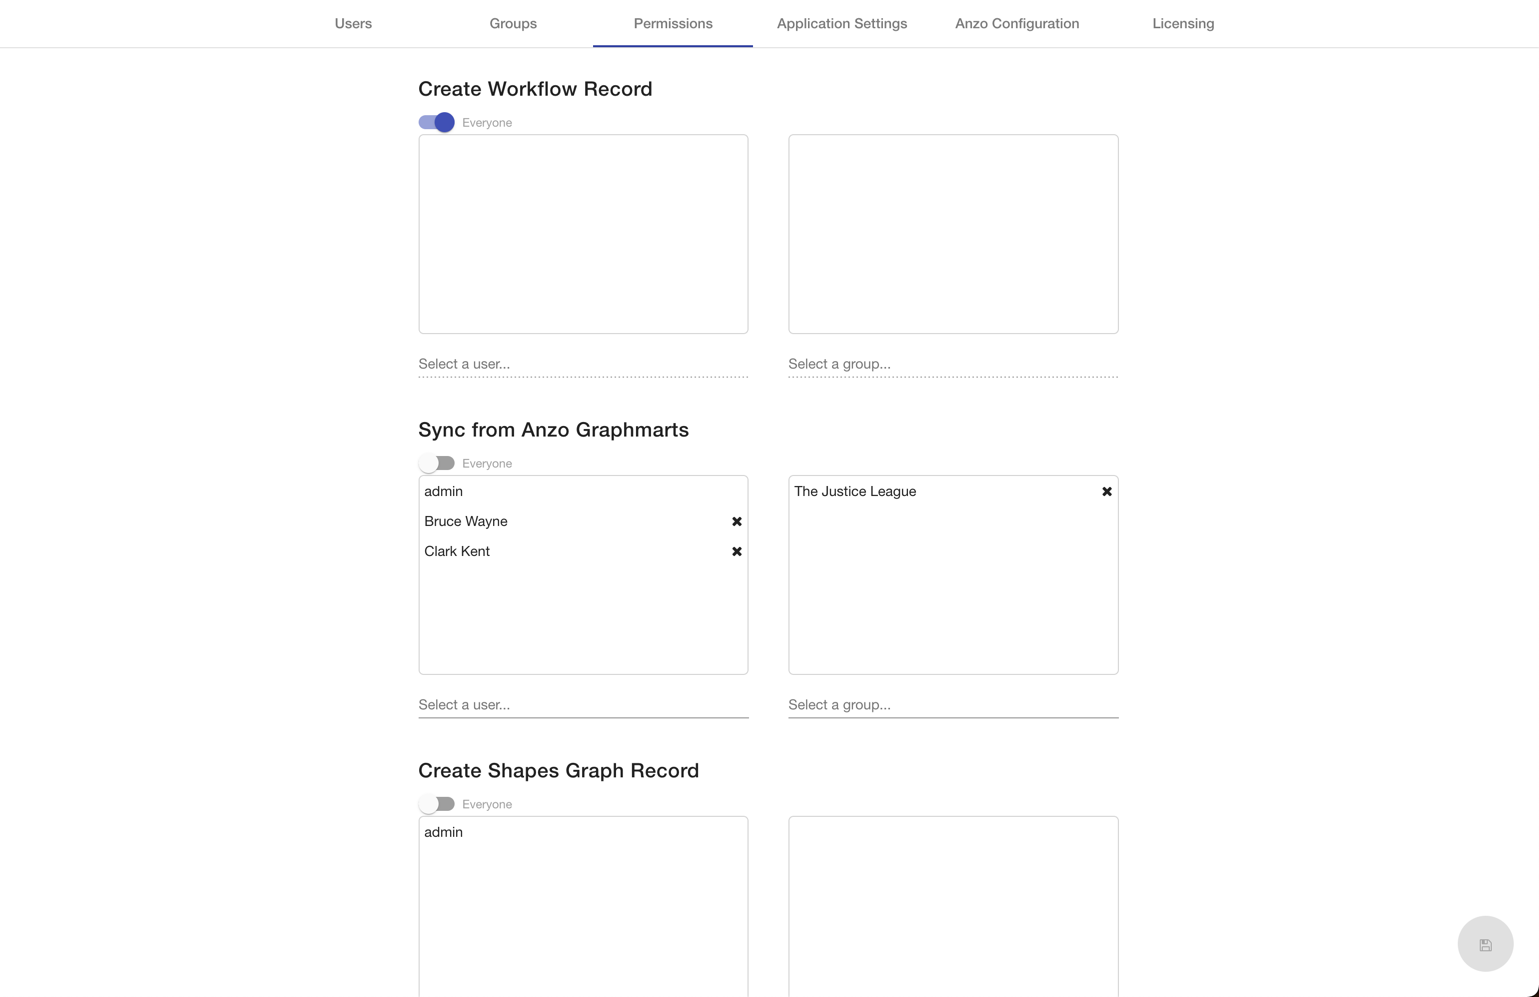 Users Groups Permissions Application Settings Anzo Configuration Licensing
Create Workflow Record
Everyone
Select a user... Select a group...
Sync from Anzo Graphmarts
Everyone
admin The Justice League
Bruce Wayne
Clark Kent
Select a user... Select a group...
Create Shapes Graph Record
Everyone
admin